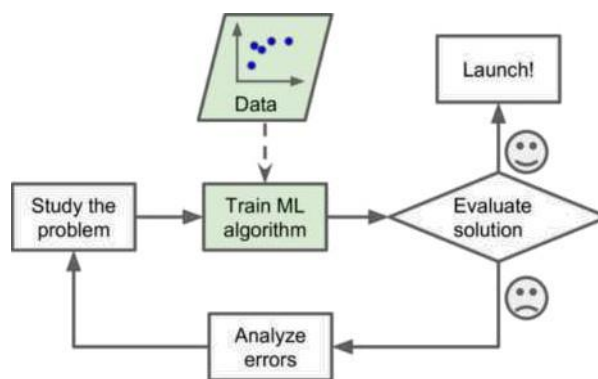 Data
Launch!
Study the
problem
Train ML
algorithm
Evaluate
solution
Analyze
errors